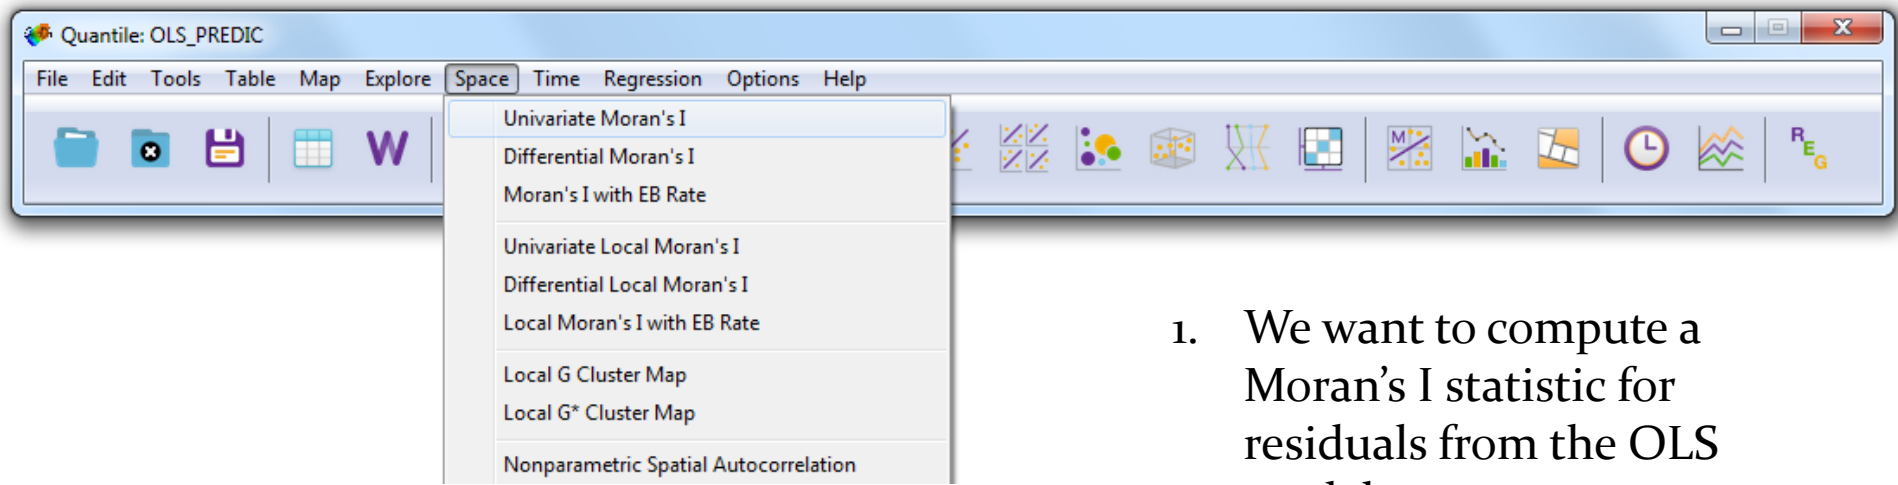 Quantile: OLS_PREDIC
File Edit Tools Table Map Explore Space Time Regression Options Help
W
M
REG
Univariate Moran's I
Differential Moran's I
Moran's I with EB Rate
Univariate Local Moran's I
Differential Local Moran's I
Local Moran's I with EB Rate
Local G Cluster Map
Local G* Cluster Map
Nonparametric Spatial Autocorrelation
1. We want to compute a
Moran’s I statistic for
residuals from the OLS